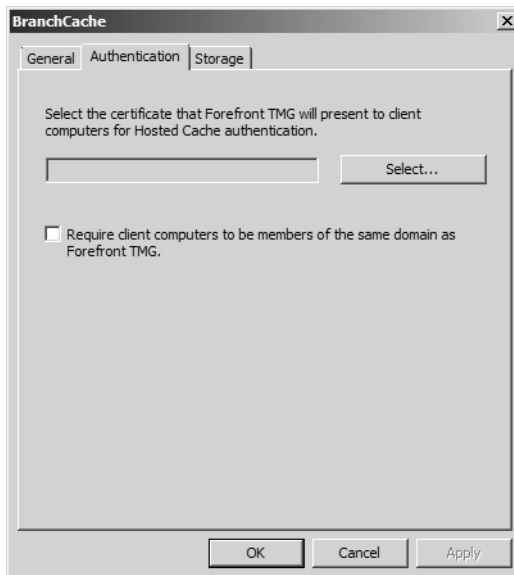 BranchCache
General Authentication Storage
Select the certificate that Forefront TMG will present to client
computers for Hosted Cache authentication.
Select...
Require client computers to be members of the same domain as
Forefront TMG.
OK Cancel Apply